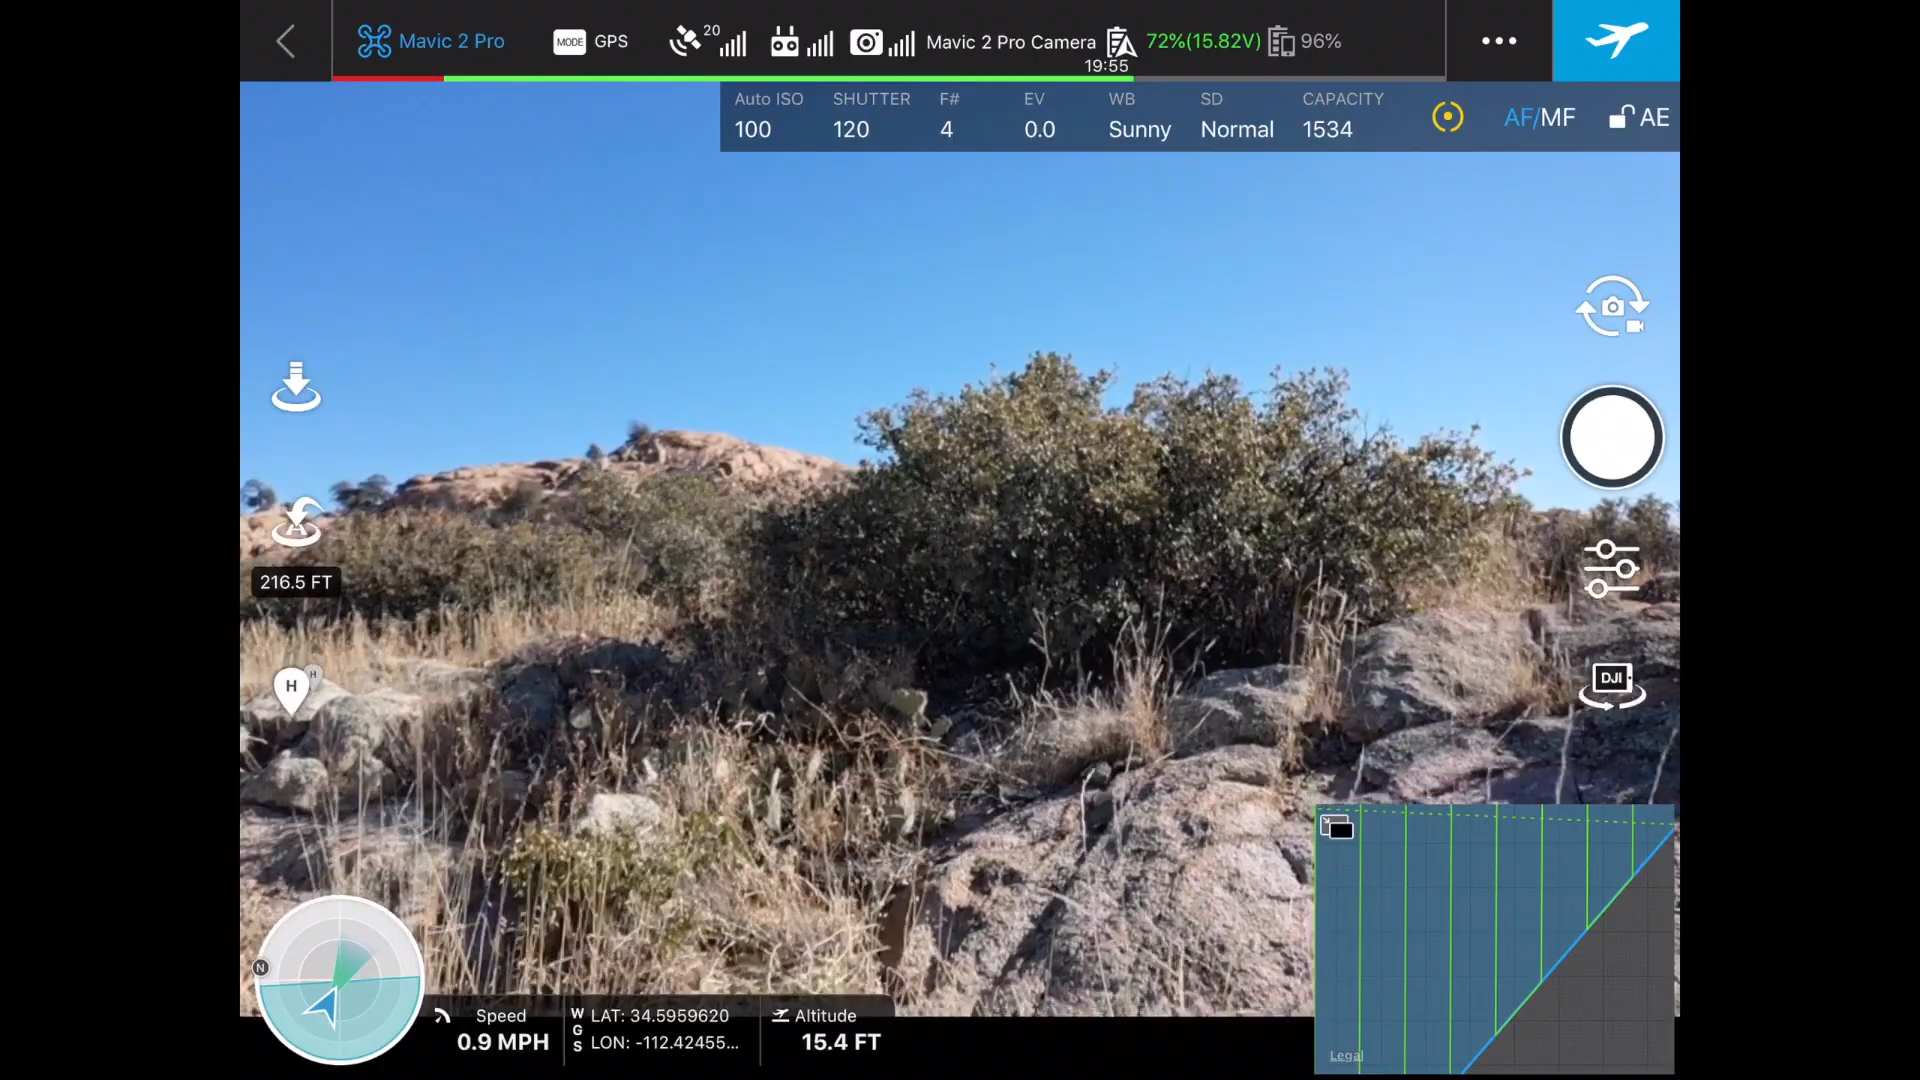 Mavic 2 Pro
MODE GPS
20
Mavic 2 Pro Camera
72%(15.82V)
96%
19:55
Auto ISO SHUTTER F# EV WB SD CAPACITY
100 120 4 0.0 Sunny Normal 1534
AF/MF
AE
216.5 FT
H H
DJI
N
Speed
0.9 MPH
WGS
LAT: 34.5959620
LON: -112.42455...
Altitude
15.4 FT
Legal